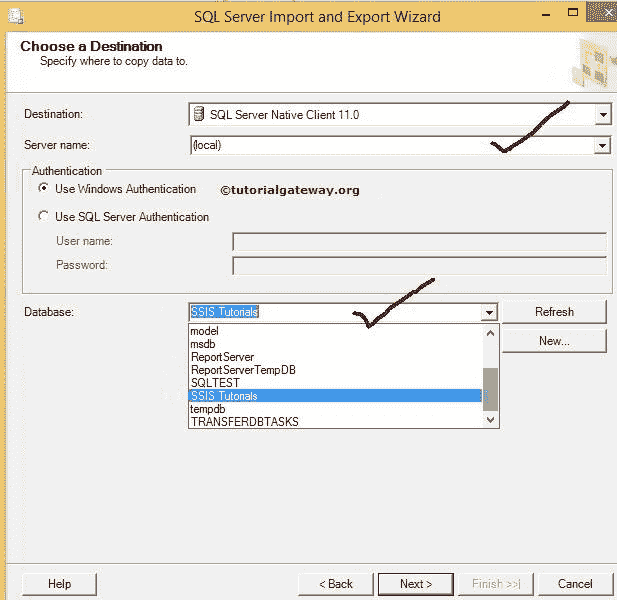 SQL Server Import and Export Wizard
Choose a Destination
Specify where to copy data to.
Destination: SQL Server Native Client 11.0
Server name: (local)
Authentication
Use Windows Authentication ©tutorialgateway.org
Use SQL Server Authentication
User name:
Password:
Database: SSIS Tutorials Refresh
model
msdb New...
ReportServer
ReportServerTempDB
SQLTEST
SSIS Tutorials
tempdb
TRANSFERDBTASKS
Help < Back Next > Finish >>| Cancel